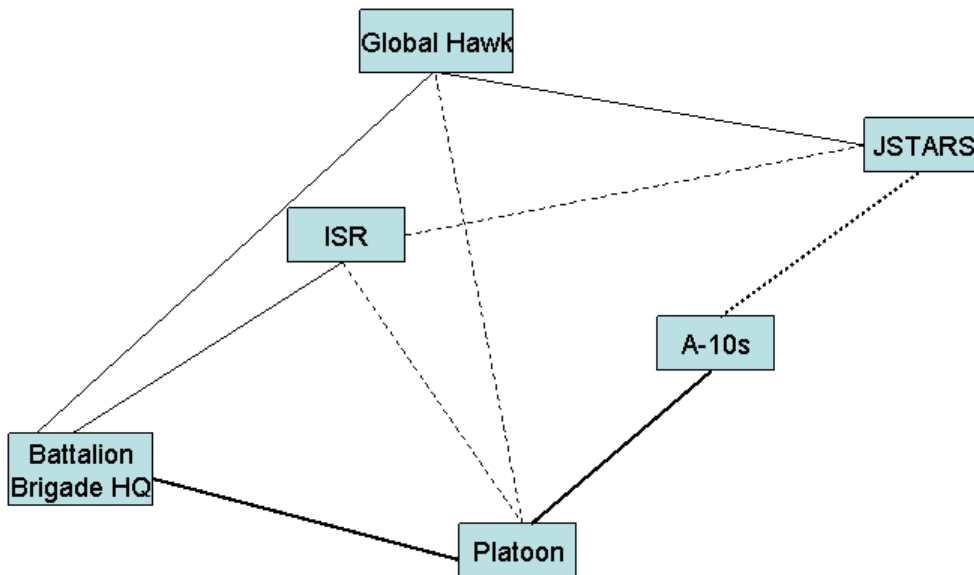 Global Hawk
JSTARS
ISR
A-10s
Battalion
Brigade HQ
Platoon